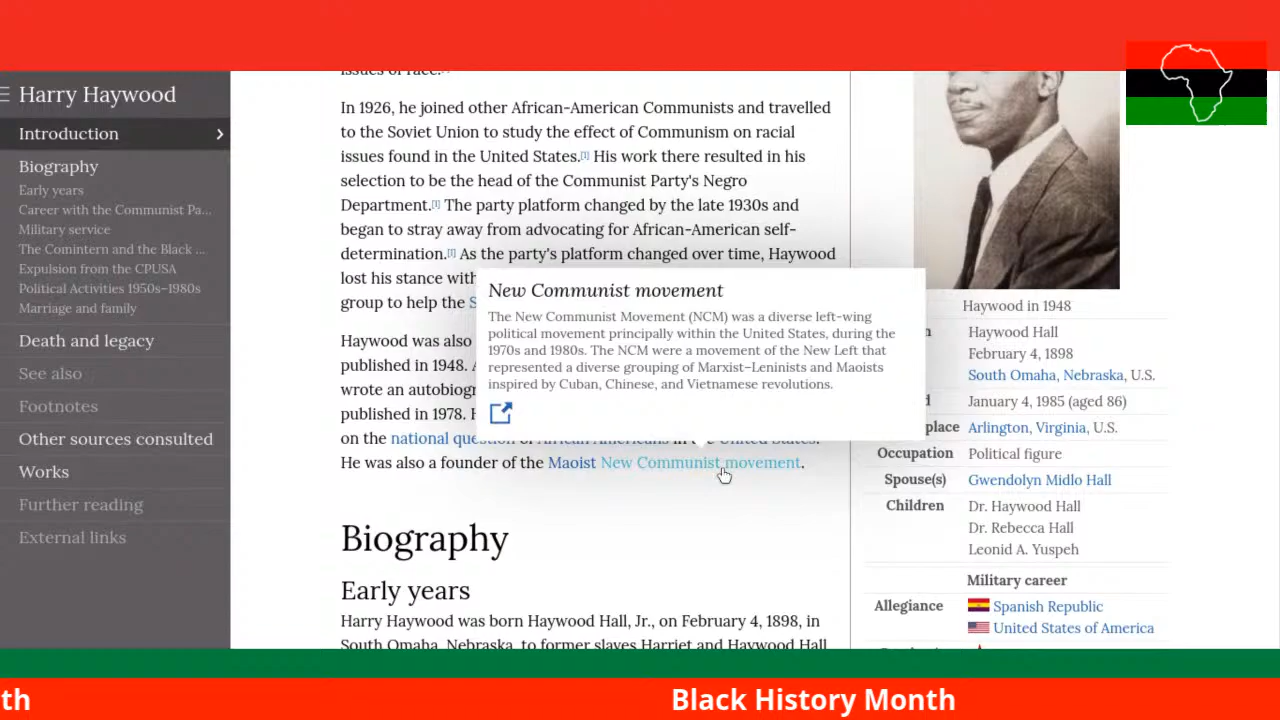 Harry Haywood
Introduction
Biography
Early years
Career with the Communist Pa...
Military service
The Comintern and the Black ...
Expulsion from the CPUSA
Political Activities 1950s–1980s
Marriage and family
Death and legacy
See also
Footnotes
Other sources consulted
Works
Further reading
External links
issues of race.
In 1926, he joined other African-American Communists and travelled
to the Soviet Union to study the effect of Communism on racial
issues found in the United States.[1] His work there resulted in his
selection to be the head of the Communist Party's Negro
Department.[1] The party platform changed by the late 1930s and
began to stray away from advocating for African-American self-
determination.[1] As the party's platform changed over time, Haywood
lost his stance with
group to help the S
Haywood was also
published in 1948. A
wrote an autobiogr
published in 1978. H
on the national question of African Americans in the United States.
He was also a founder of the Maoist New Communist movement.
New Communist movement
The New Communist Movement (NCM) was a diverse left-wing
political movement principally within the United States, during the
1970s and 1980s. The NCM were a movement of the New Left that
represented a diverse grouping of Marxist–Leninists and Maoists
inspired by Cuban, Chinese, and Vietnamese revolutions.
Biography
Early years
Harry Haywood was born Haywood Hall, Jr., on February 4, 1898, in
South Omaha, Nebraska, to former slaves Harriet and Haywood Hall
Haywood in 1948
n Haywood Hall
February 4, 1898
South Omaha, Nebraska, U.S.
d January 4, 1985 (aged 86)
place Arlington, Virginia, U.S.
Occupation Political figure
Spouse(s) Gwendolyn Midlo Hall
Children Dr. Haywood Hall
Dr. Rebecca Hall
Leonid A. Yuspeh
Military career
Allegiance Spanish Republic
United States of America
th Black History Month